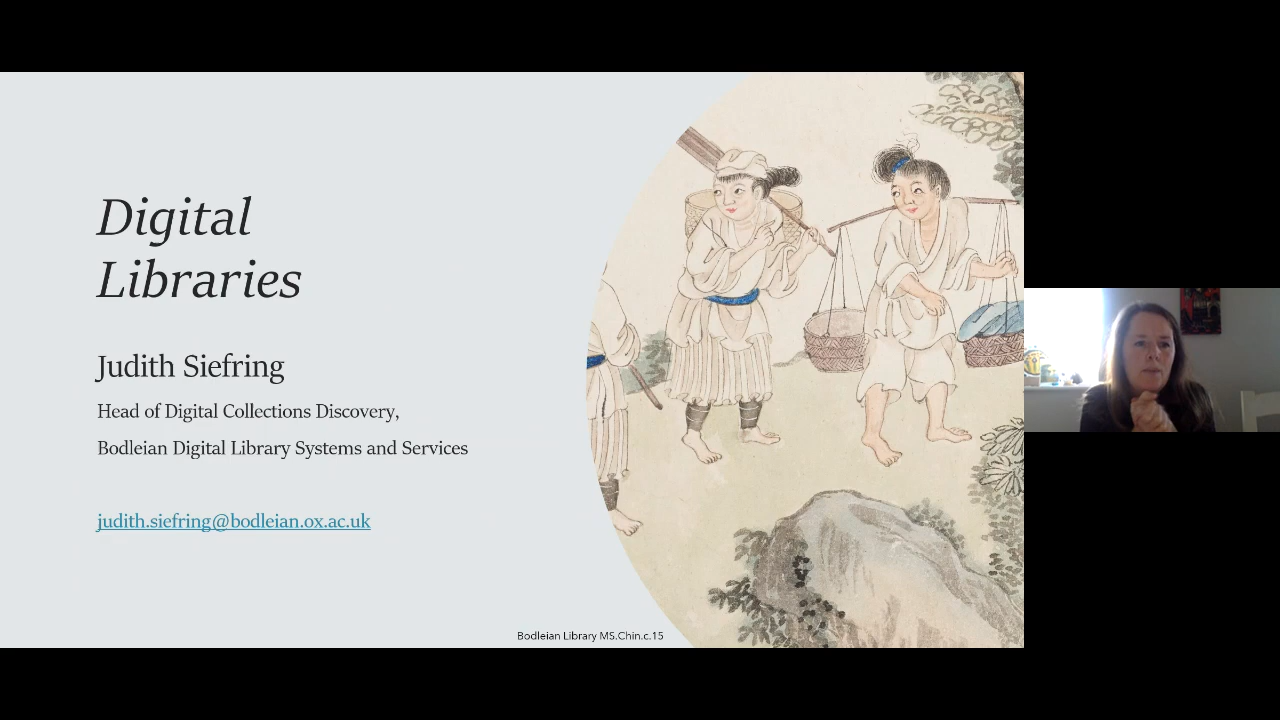 Digital
Libraries
Judith Siefring
Head of Digital Collections Discovery,
Bodleian Digital Library Systems and Services
judith.siefring@bodleian.ox.ac.uk
Bodleian Library MS.Chin.c.15